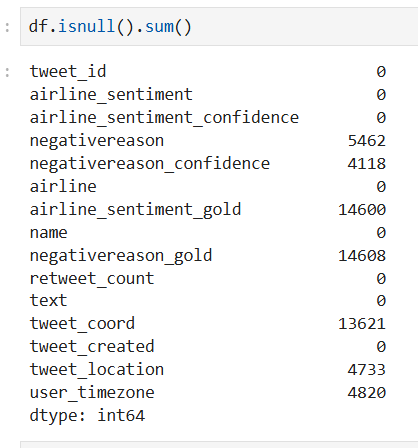 : df.isnull().sum()
: tweet_id 0
airline_sentiment 0
airline_sentiment_confidence 0
negativereason 5462
negativereason_confidence 4118
airline 0
airline_sentiment_gold 14600
name 0
negativereason_gold 14608
retweet_count 0
text 0
tweet_coord 13621
tweet_created 0
tweet_location 4733
user_timezone 4820
dtype: int64